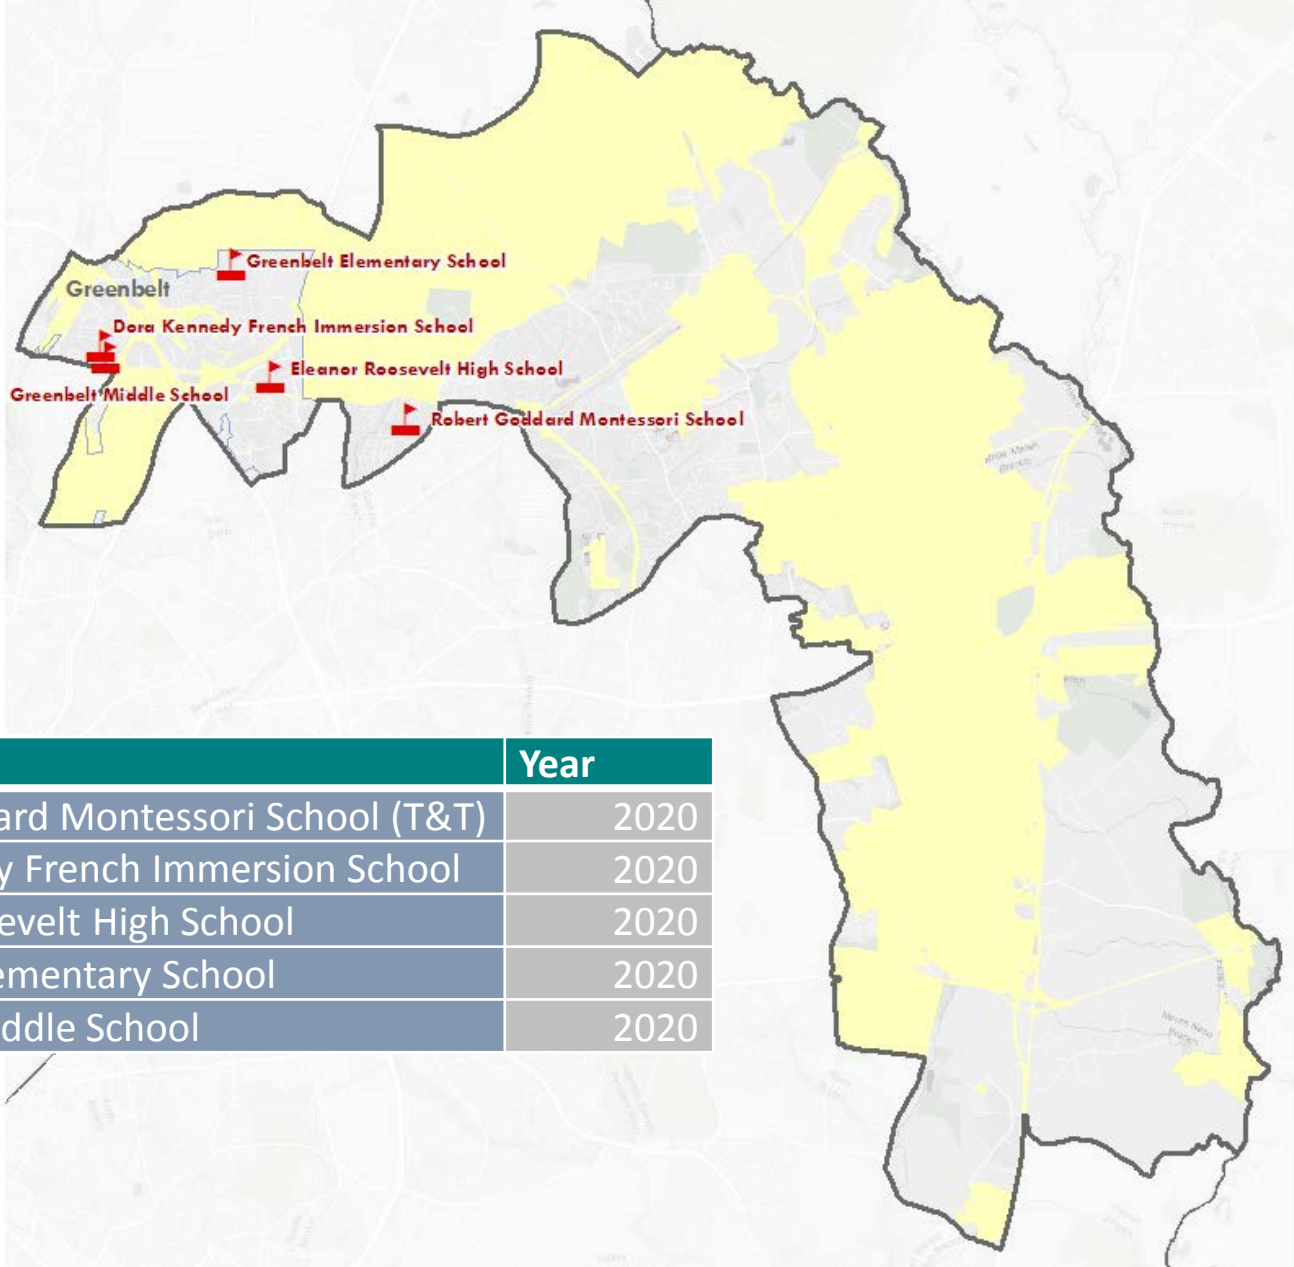 Greenbelt Elementary School
Greenbelt
Dora Kennedy French Immersion School
Eleanor Roosevelt High School
Greenbelt Middle School
Robert Goddard Montessori School
Year
ard Montessori School (T&T) 2020
y French Immersion School 2020
evelt High School 2020
ementary School 2020
ddle School 2020